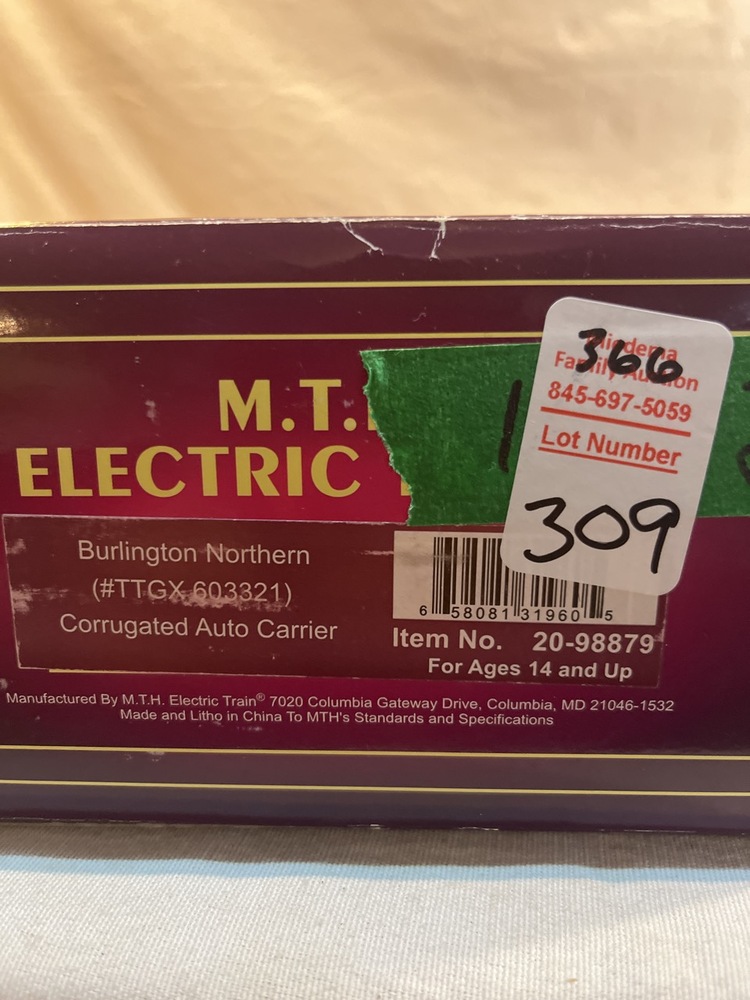 M.T.
ELECTRIC
1
366
Miedema
Family Auction
845-697-5059
Lot Number
309
Burlington Northern
(#TTGX 603321)
Corrugated Auto Carrier
6 58081 31960 5
Item No. 20-98879
For Ages 14 and Up
Manufactured By M.T.H. Electric Train® 7020 Columbia Gateway Drive, Columbia, MD 21046-1532
Made and Litho in China To MTH's Standards and Specifications